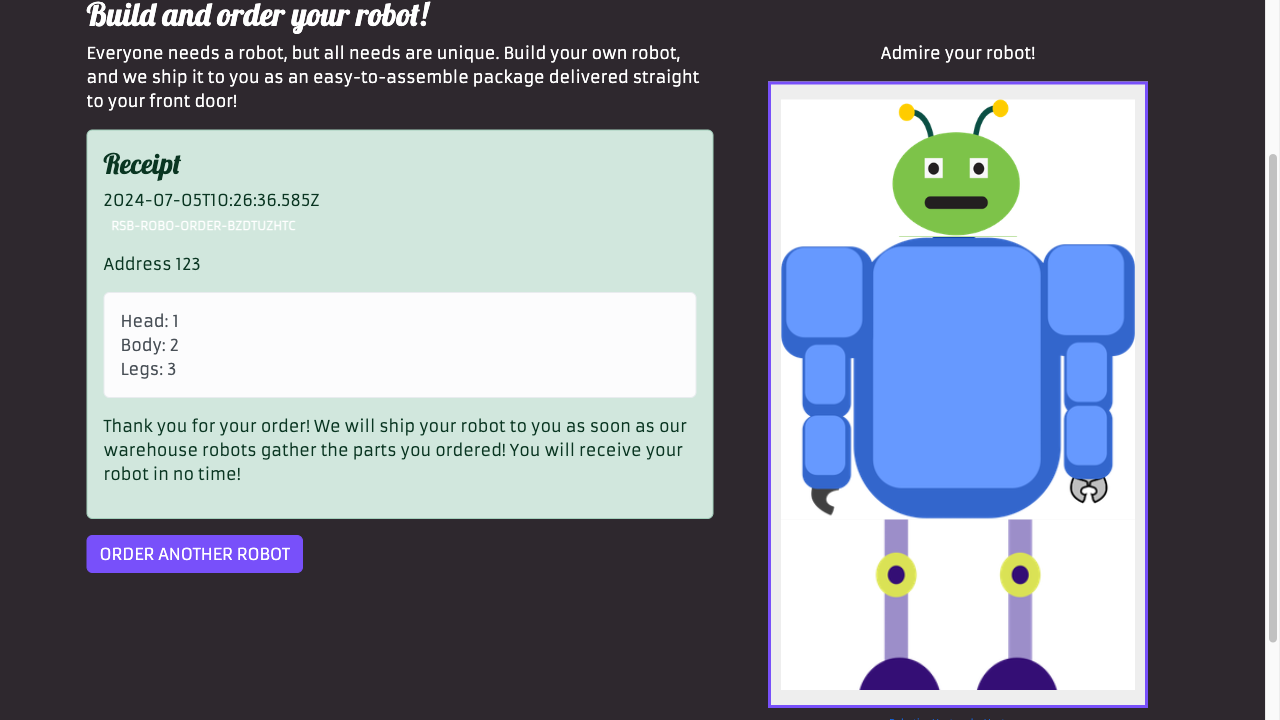 Build and order your robot!
Everyone needs a robot, but all needs are unique. Build your own robot,
and we ship it to you as an easy-to-assemble package delivered straight
to your front door!
Receipt
2024-07-05T10:26:36.585Z
RSB-ROBO-ORDER-BZDTUZHTC
Address 123
Head: 1
Body: 2
Legs: 3
Thank you for your order! We will ship your robot to you as soon as our
warehouse robots gather the parts you ordered! You will receive your
robot in no time!
ORDER ANOTHER ROBOT
Admire your robot!